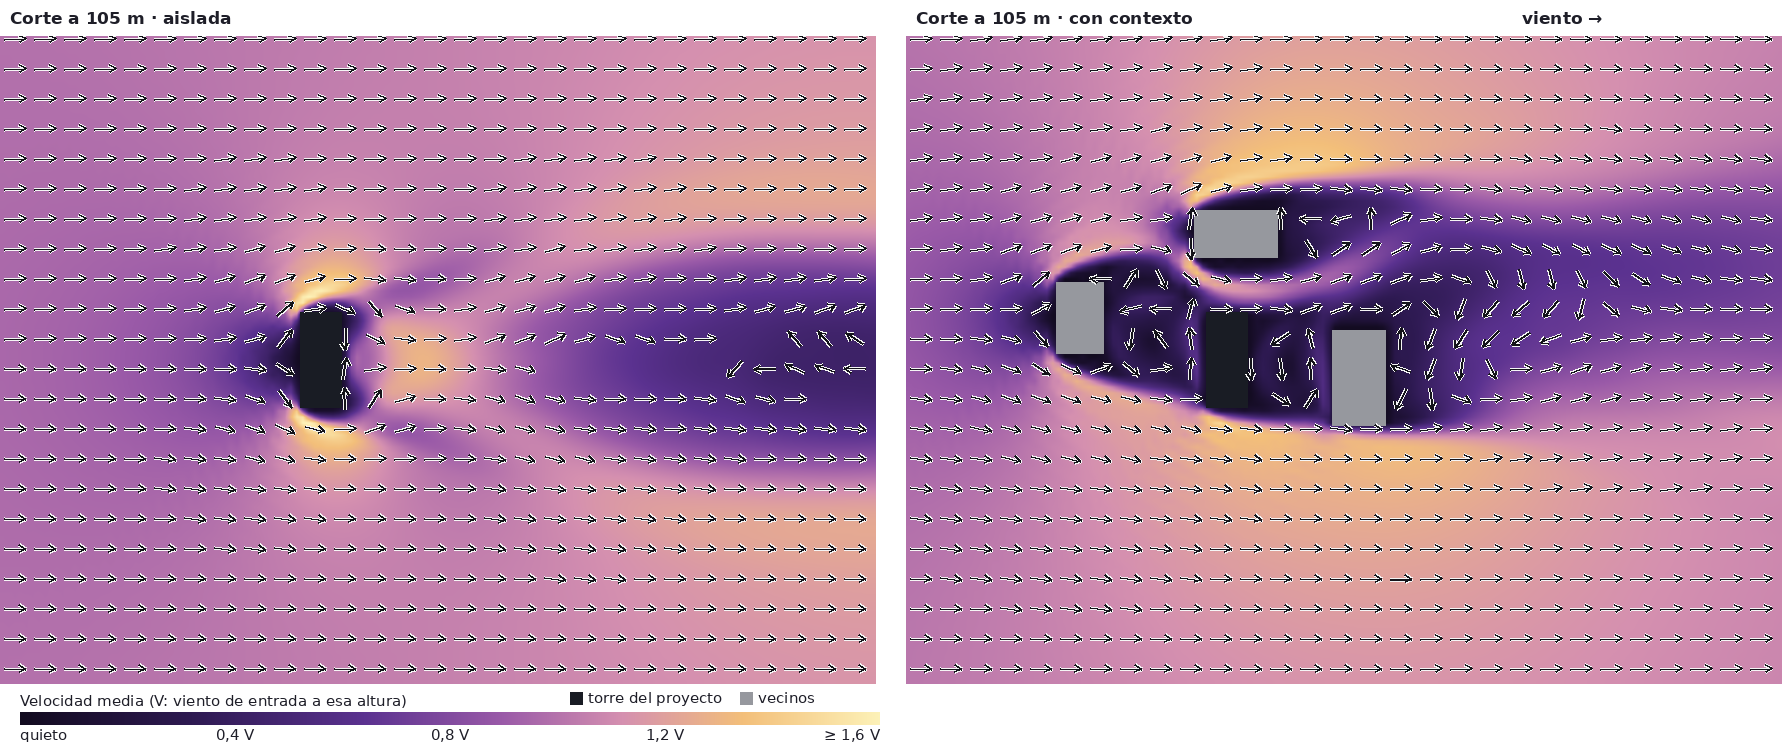 Corte a 105 m · aislada
Corte a 105 m · con contexto
viento →
Velocidad media (V: viento de entrada a esa altura)
torre del proyecto
vecinos
quieto
0,4 V
0,8 V
1,2 V
≥ 1,6 V